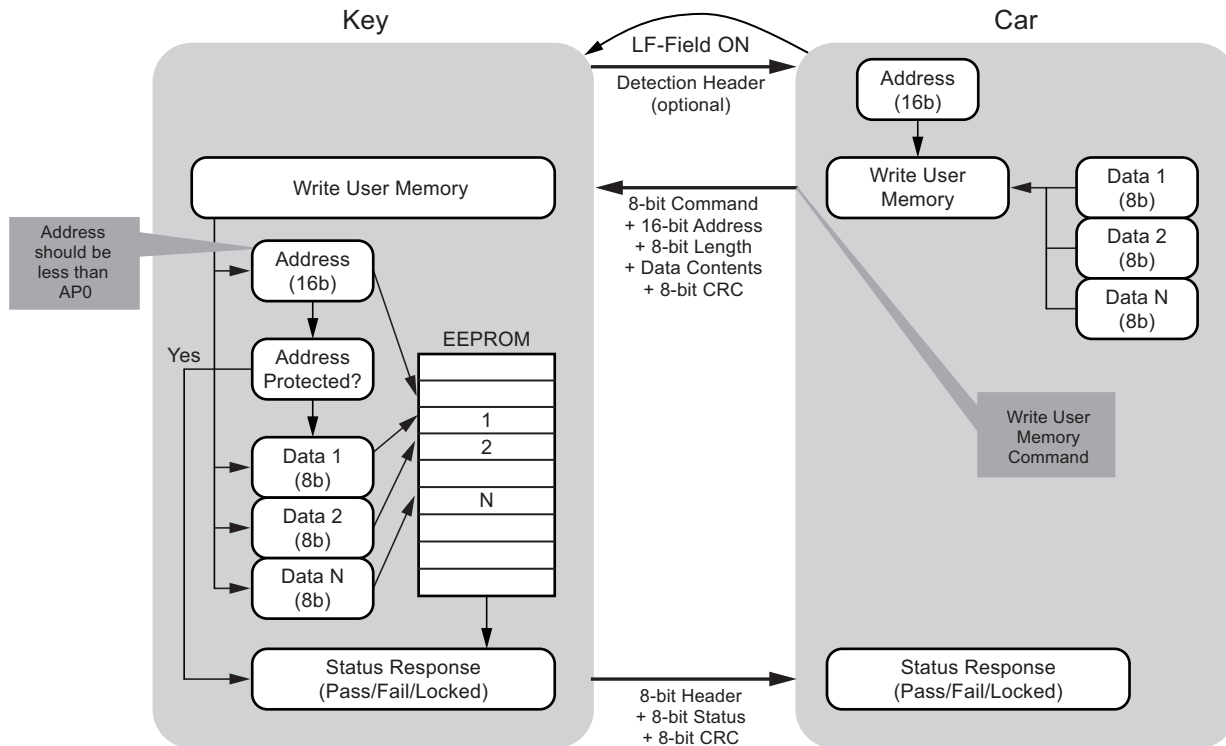 Key
Car
LF-Field ON
Detection Header
(optional)
Address
(16b)
Write User Memory
8-bit Command
+ 16-bit Address
+ 8-bit Length
+ Data Contents
+ 8-bit CRC
Write User
Memory
Data 1
(8b)
Data 2
(8b)
Data N
(8b)
Address
should be
less than
AP0
Address
(16b)
Yes
Address
Protected?
Data 1
(8b)
Data 2
(8b)
Data N
(8b)
EEPROM
1
2
N
Write User
Memory
Command
Status Response
(Pass/Fail/Locked)
8-bit Header
+ 8-bit Status
+ 8-bit CRC
Status Response
(Pass/Fail/Locked)